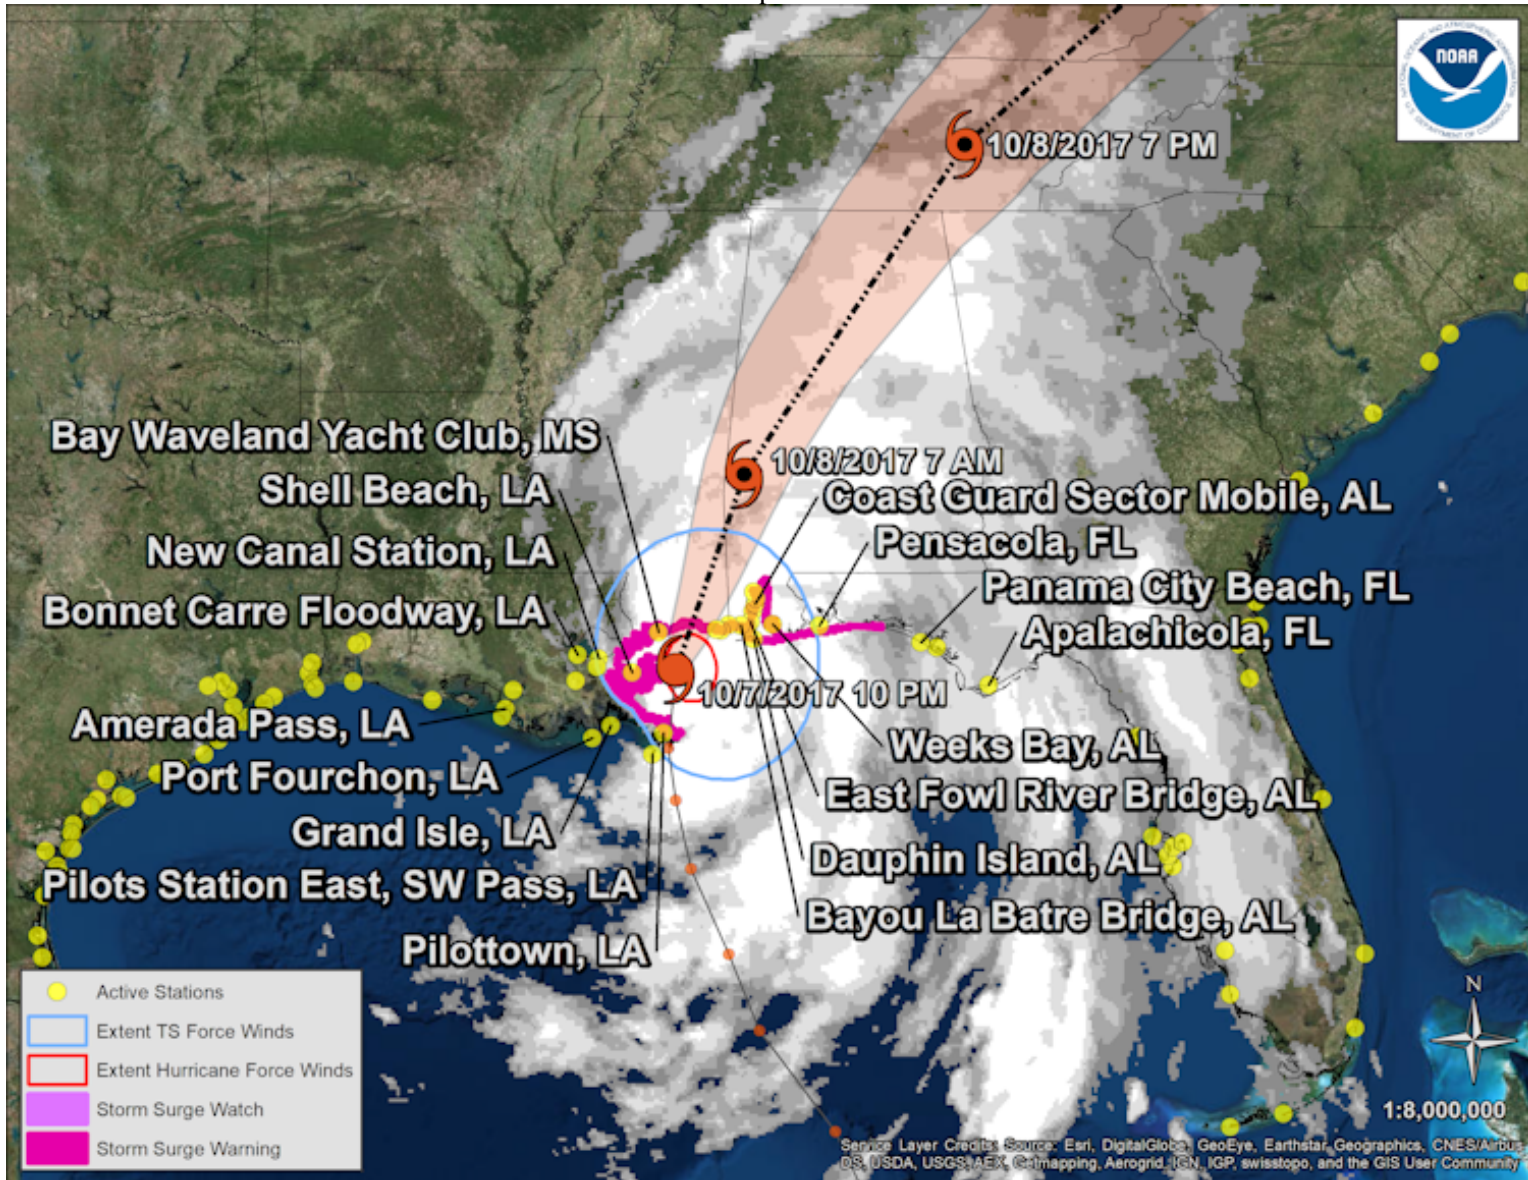 NOAA
10/8/2017 7 PM
Bay Waveland Yacht Club, MS
10/8/2017 7 AM
Shell Beach, LA
Coast Guard Sector Mobile, AL
New Canal Station, LA
Pensacola, FL
Panama City Beach, FL
Bonnet Carre Floodway, LA
Apalachicola, FL
10/7/2017 10 PM
Amerada Pass, LA
Weeks Bay, AL
Port Fourchon, LA
East Fowl River Bridge, AL
Grand Isle, LA
Dauphin Island, AL
Pilots Station East, SW Pass, LA
Bayou La Batre Bridge, AL
Pilottown, LA
Active Stations
Extent TS Force Winds
Extent Hurricane Force Winds
Storm Surge Watch
Storm Surge Warning
N
1:8,000,000
Service Layer Credits: Source: Esri, DigitalGlobe, GeoEye, Earthstar Geographics, CNES/Airbus
DS, USDA, USGS, AEX, Getmapping, Aerogrid, IGN, IGP, swisstopo, and the GIS User Community